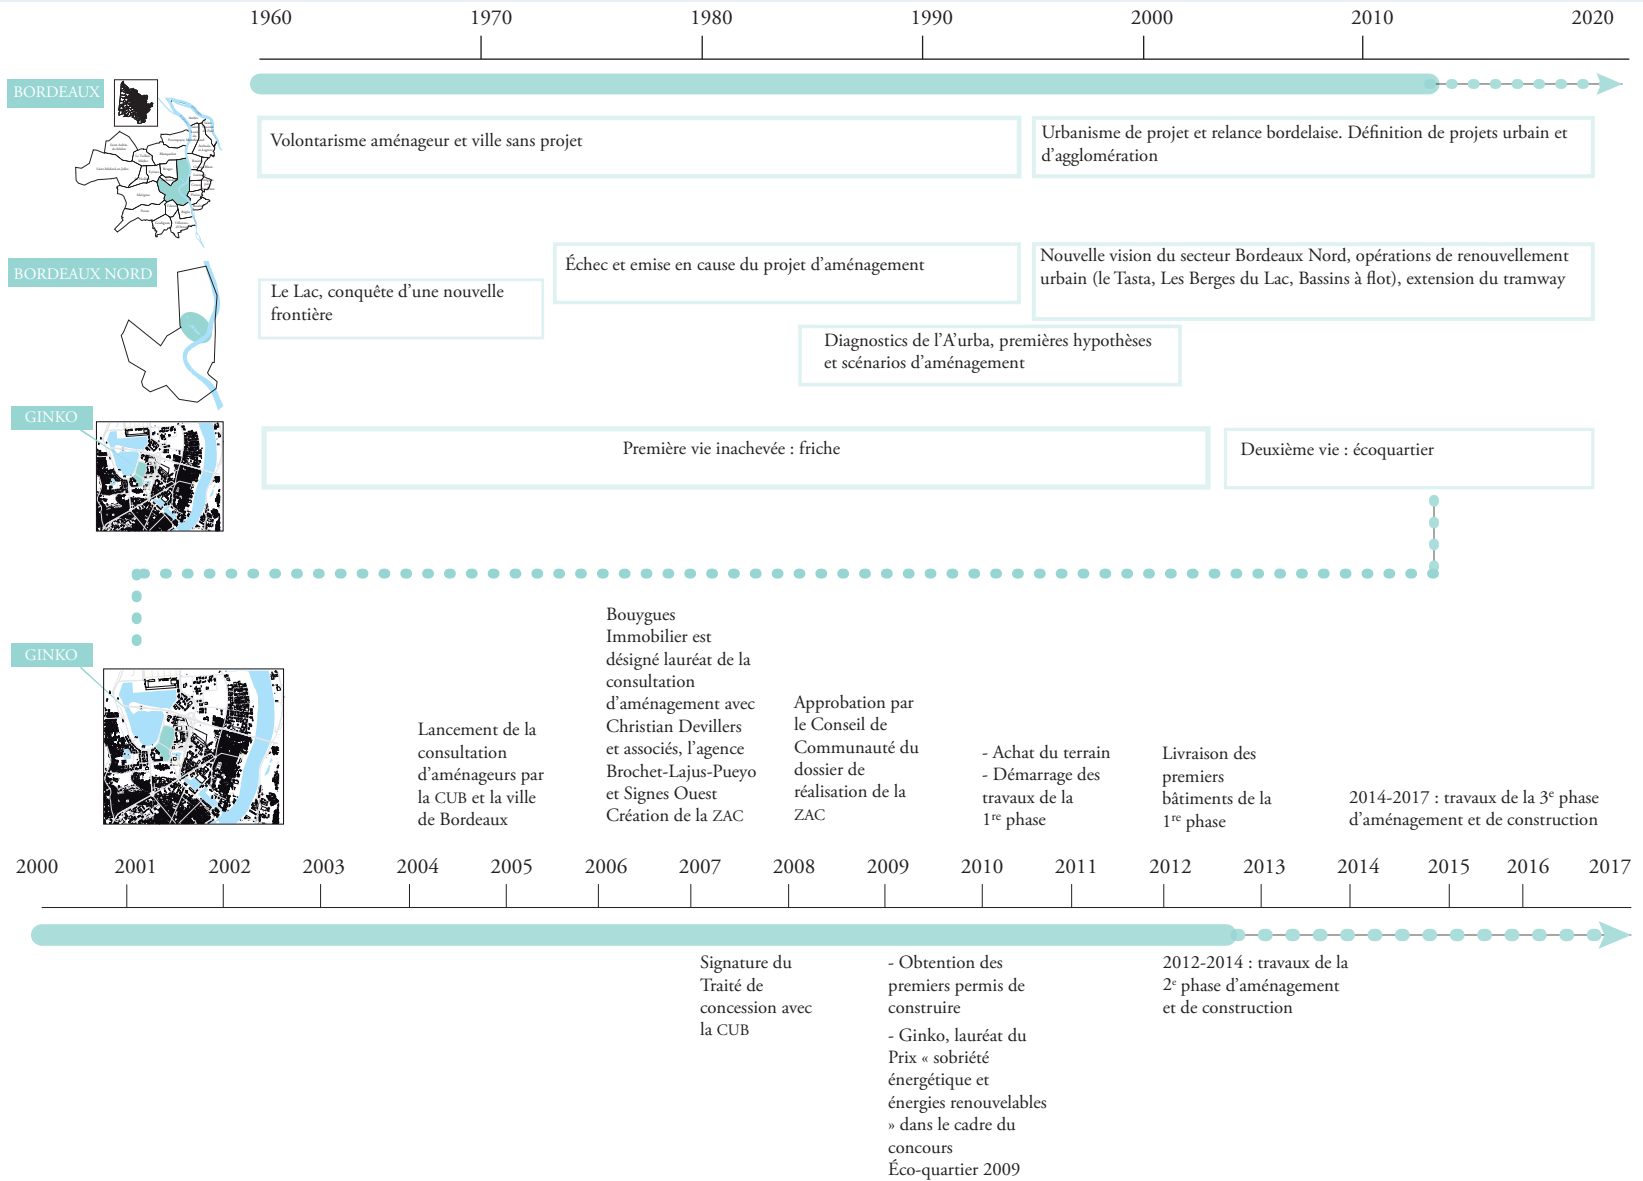 1960 1970 1980 1990 2000 2010 2020
BORDEAUX
Volontarisme aménageur et ville sans projet
Urbanisme de projet et relance bordelaise. Définition de projets urbain et
d’agglomération
BORDEAUX NORD
Le Lac, conquête d’une nouvelle
frontière
Échec et emise en cause du projet d’aménagement
Nouvelle vision du secteur Bordeaux Nord, opérations de renouvellement
urbain (le Tasta, Les Berges du Lac, Bassins à flot), extension du tramway
Diagnostics de l’A’urba, premières hypothèses
et scénarios d’aménagement
GINKO
Première vie inachevée : friche
Deuxième vie : écoquartier
GINKO
Lancement de la
consultation
d’aménageurs par
la CUB et la ville
de Bordeaux
Bouygues
Immobilier est
désigné lauréat de la
consultation
d’aménagement avec
Christian Devillers
et associés, l’agence
Brochet-Lajus-Pueyo
et Signes Ouest
Création de la ZAC
Approbation par
le Conseil de
Communauté du
dossier de
réalisation de la
ZAC
- Achat du terrain
- Démarrage des
travaux de la
1re phase
Livraison des
premiers
bâtiments de la
1re phase
2014-2017 : travaux de la 3e phase
d’aménagement et de construction
2000 2001 2002 2003 2004 2005 2006 2007 2008 2009 2010 2011 2012 2013 2014 2015 2016 2017
Signature du
Traité de
concession avec
la CUB
- Obtention des
premiers permis de
construire
- Ginko, lauréat du
Prix « sobriété
énergétique et
énergies renouvelables
» dans le cadre du
concours
Éco-quartier 2009
2012-2014 : travaux de la
2e phase d’aménagement
et de construction